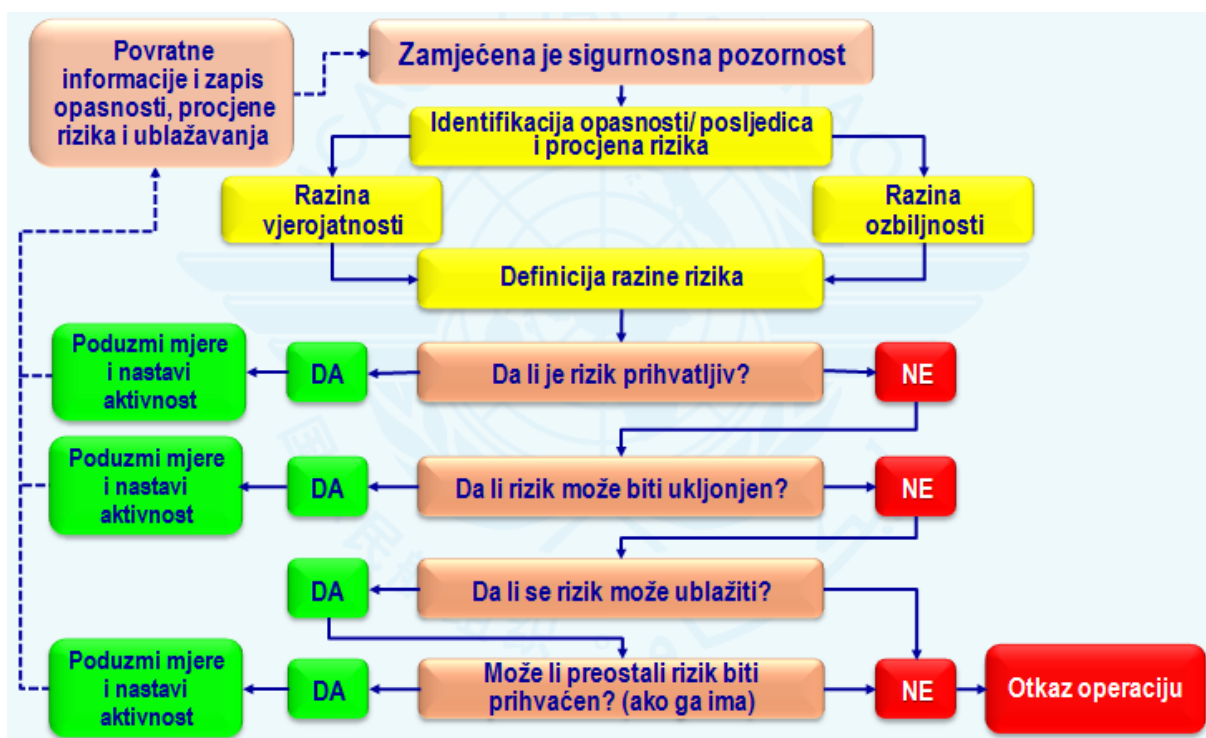 Povratne
informacije i zapis
opasnosti, procjene
rizika i ublažavanja
Zamjećena je sigurnosna pozornost
Identifikacija opasnosti/ posljedica
i procjena rizika
Razina
vjerojatnosti
Razina
ozbiljnosti
Definicija razine rizika
Poduzmi mjere
i nastavi
aktivnost
DA
Da li je rizik prihvatljiv?
NE
Poduzmi mjere
i nastavi
aktivnost
DA
Da li rizik može biti ukljonjen?
NE
DA
Da li se rizik može ublažiti?
Poduzmi mjere
i nastavi
aktivnost
DA
Može li preostali rizik biti
prihvaćen? (ako ga ima)
NE
Otkaz operaciju